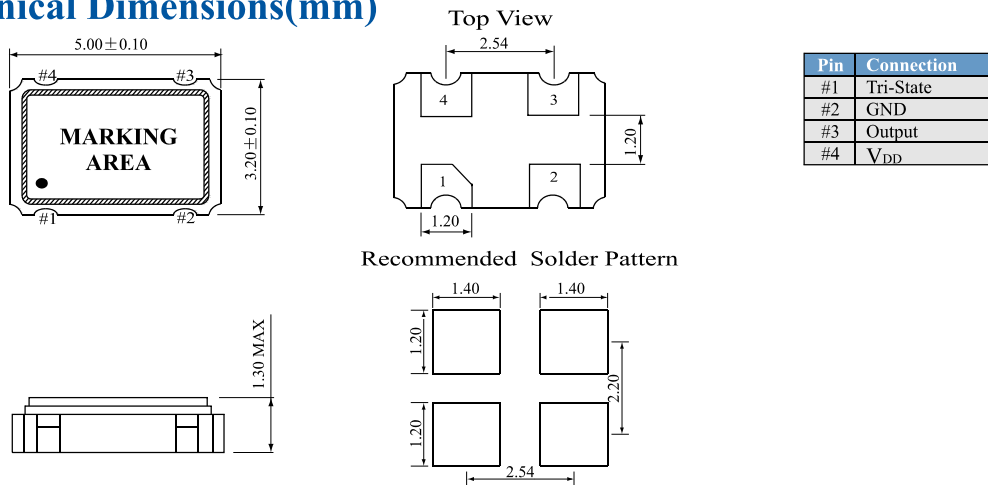 nical Dimensions(mm)
Top View
5.00±0.10
#4
#3
MARKING
AREA
#1
#2
3.20±0.10
2.54
4
3
1
2
1.20
1.20
Pin Connection
#1 Tri-State
#2 GND
#3 Output
#4 VDD
Recommended Solder Pattern
1.30 MAX
1.40
1.40
1.20
1.20
2.20
2.54